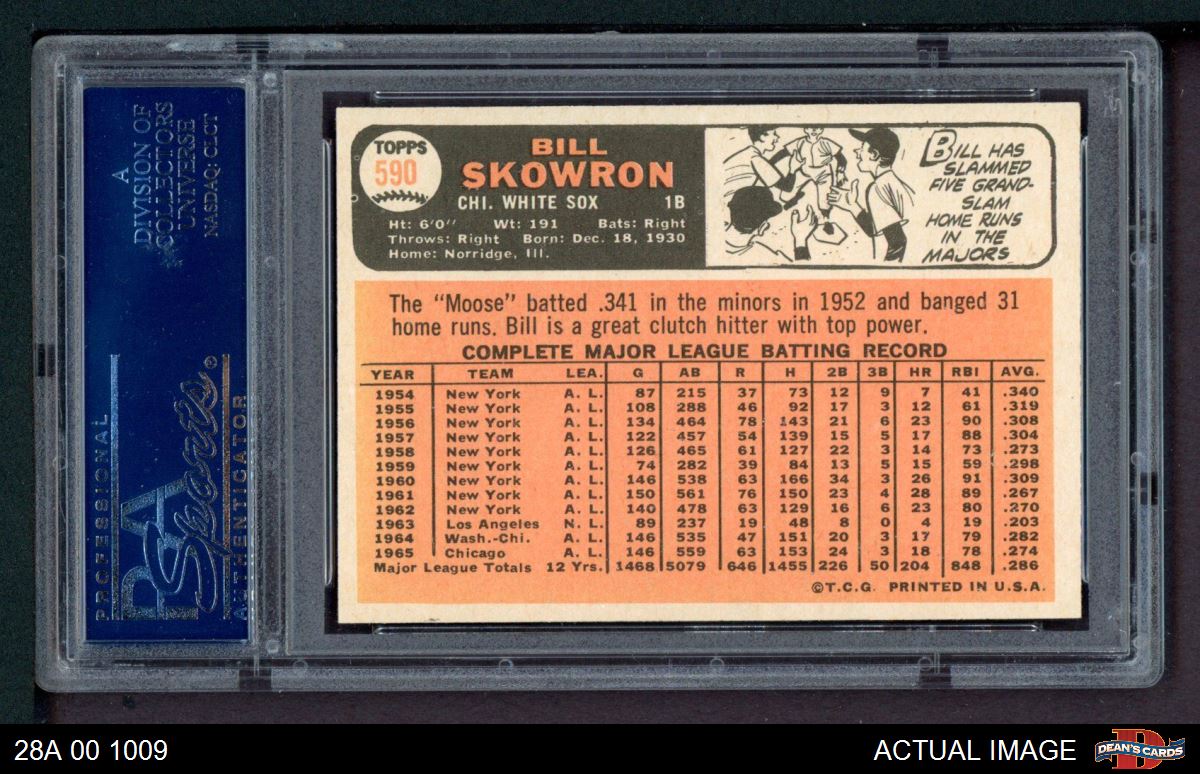 A
DIVISION OF
COLLECTORS
UNIVERSE
NASDAQ: CLCT
PROFESSIONAL
PSA
Sports®
AUTHENTICATOR
TOPPS
590
BILL
SKOWRON
CHI. WHITE SOX 1B
Ht: 6'0" Wt: 191 Bats: Right
Throws: Right Born: Dec. 18, 1930
Home: Norridge, Ill.
BILL HAS
SLAMMED
FIVE GRAND-
SLAM
HOME RUNS
IN THE
MAJORS
The "Moose" batted .341 in the minors in 1952 and banged 31
home runs. Bill is a great clutch hitter with top power.
COMPLETE MAJOR LEAGUE BATTING RECORD
YEAR TEAM LEA. G AB R H 2B 3B HR RBI AVG.
1954 New York A. L. 87 215 37 73 12 9 7 41 .340
1955 New York A. L. 108 288 46 92 17 3 12 61 .319
1956 New York A. L. 134 464 78 143 21 6 23 90 .308
1957 New York A. L. 122 457 54 139 15 5 17 88 .304
1958 New York A. L. 126 465 61 127 22 3 14 73 .273
1959 New York A. L. 74 282 39 84 13 5 15 59 .298
1960 New York A. L. 146 538 63 166 34 3 26 91 .309
1961 New York A. L. 150 561 76 150 23 4 28 89 .267
1962 New York A. L. 140 478 63 129 16 6 23 80 .270
1963 Los Angeles N. L. 89 237 19 48 8 0 4 19 .203
1964 Wash.-Chi. A. L. 146 535 47 151 20 3 17 79 .282
1965 Chicago A. L. 146 559 63 153 24 3 18 78 .274
Major League Totals 12 Yrs. 1468 5079 646 1455 226 50 204 848 .286
©T.C.G. PRINTED IN U.S.A.
28A 00 1009
ACTUAL IMAGE
DEAN'S CARDS